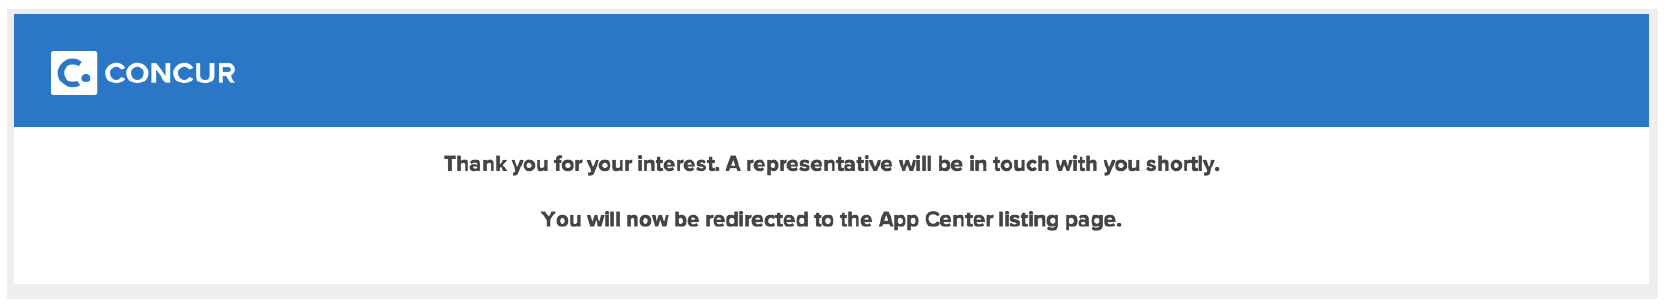 C. CONCUR
Thank you for your interest. A representative will be in touch with you shortly.
You will now be redirected to the App Center listing page.